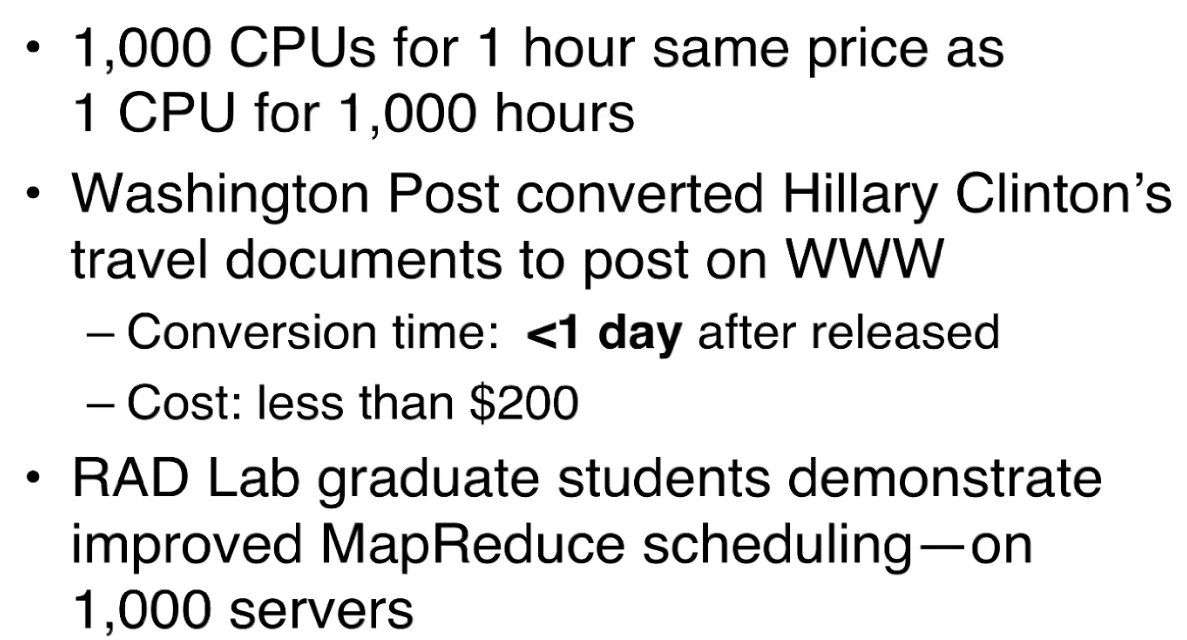 • 1,000 CPUs for 1 hour same price as
1 CPU for 1,000 hours
• Washington Post converted Hillary Clinton’s
travel documents to post on WWW
– Conversion time:  <1 day after released
– Cost: less than $200
• RAD Lab graduate students demonstrate
improved MapReduce scheduling—on
1,000 servers